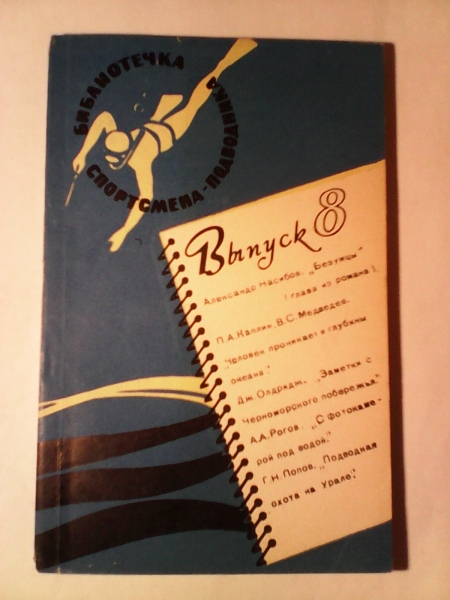 БИБЛИОТЕЧКА
СПОРТСМЕНА-ПОДВОДНИКА
Выпуск 8
Александр Насибов. „Безумцы"
(глава из романа).
П.А.Каплин, В.С.Медведев.
„Человек проникает в глубины
океана".
Дж. Олдридж. „Заметки с
Черноморского побережья."
А.А.Рогов. „С фотокаме-
рой под водой."
Г.Н.Попов. „Подводная
охота на Урале".